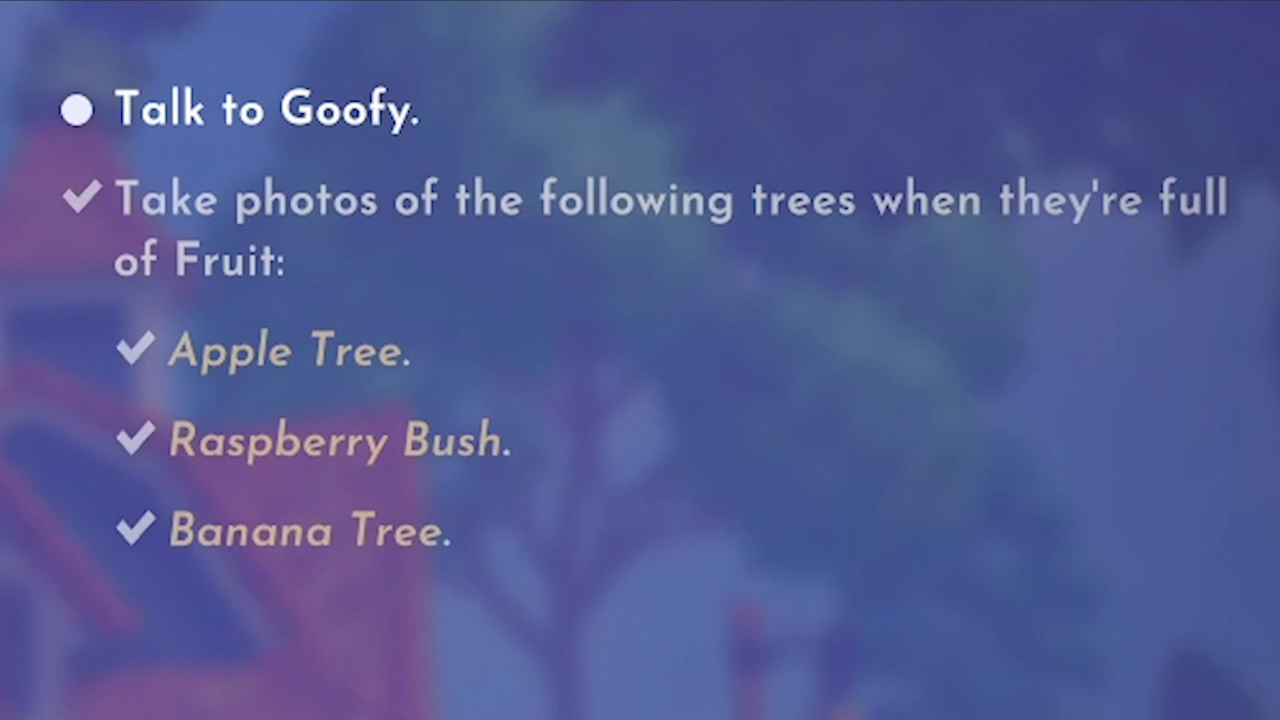 Talk to Goofy.
Take photos of the following trees when they're full
of Fruit:
Apple Tree.
Raspberry Bush.
Banana Tree.